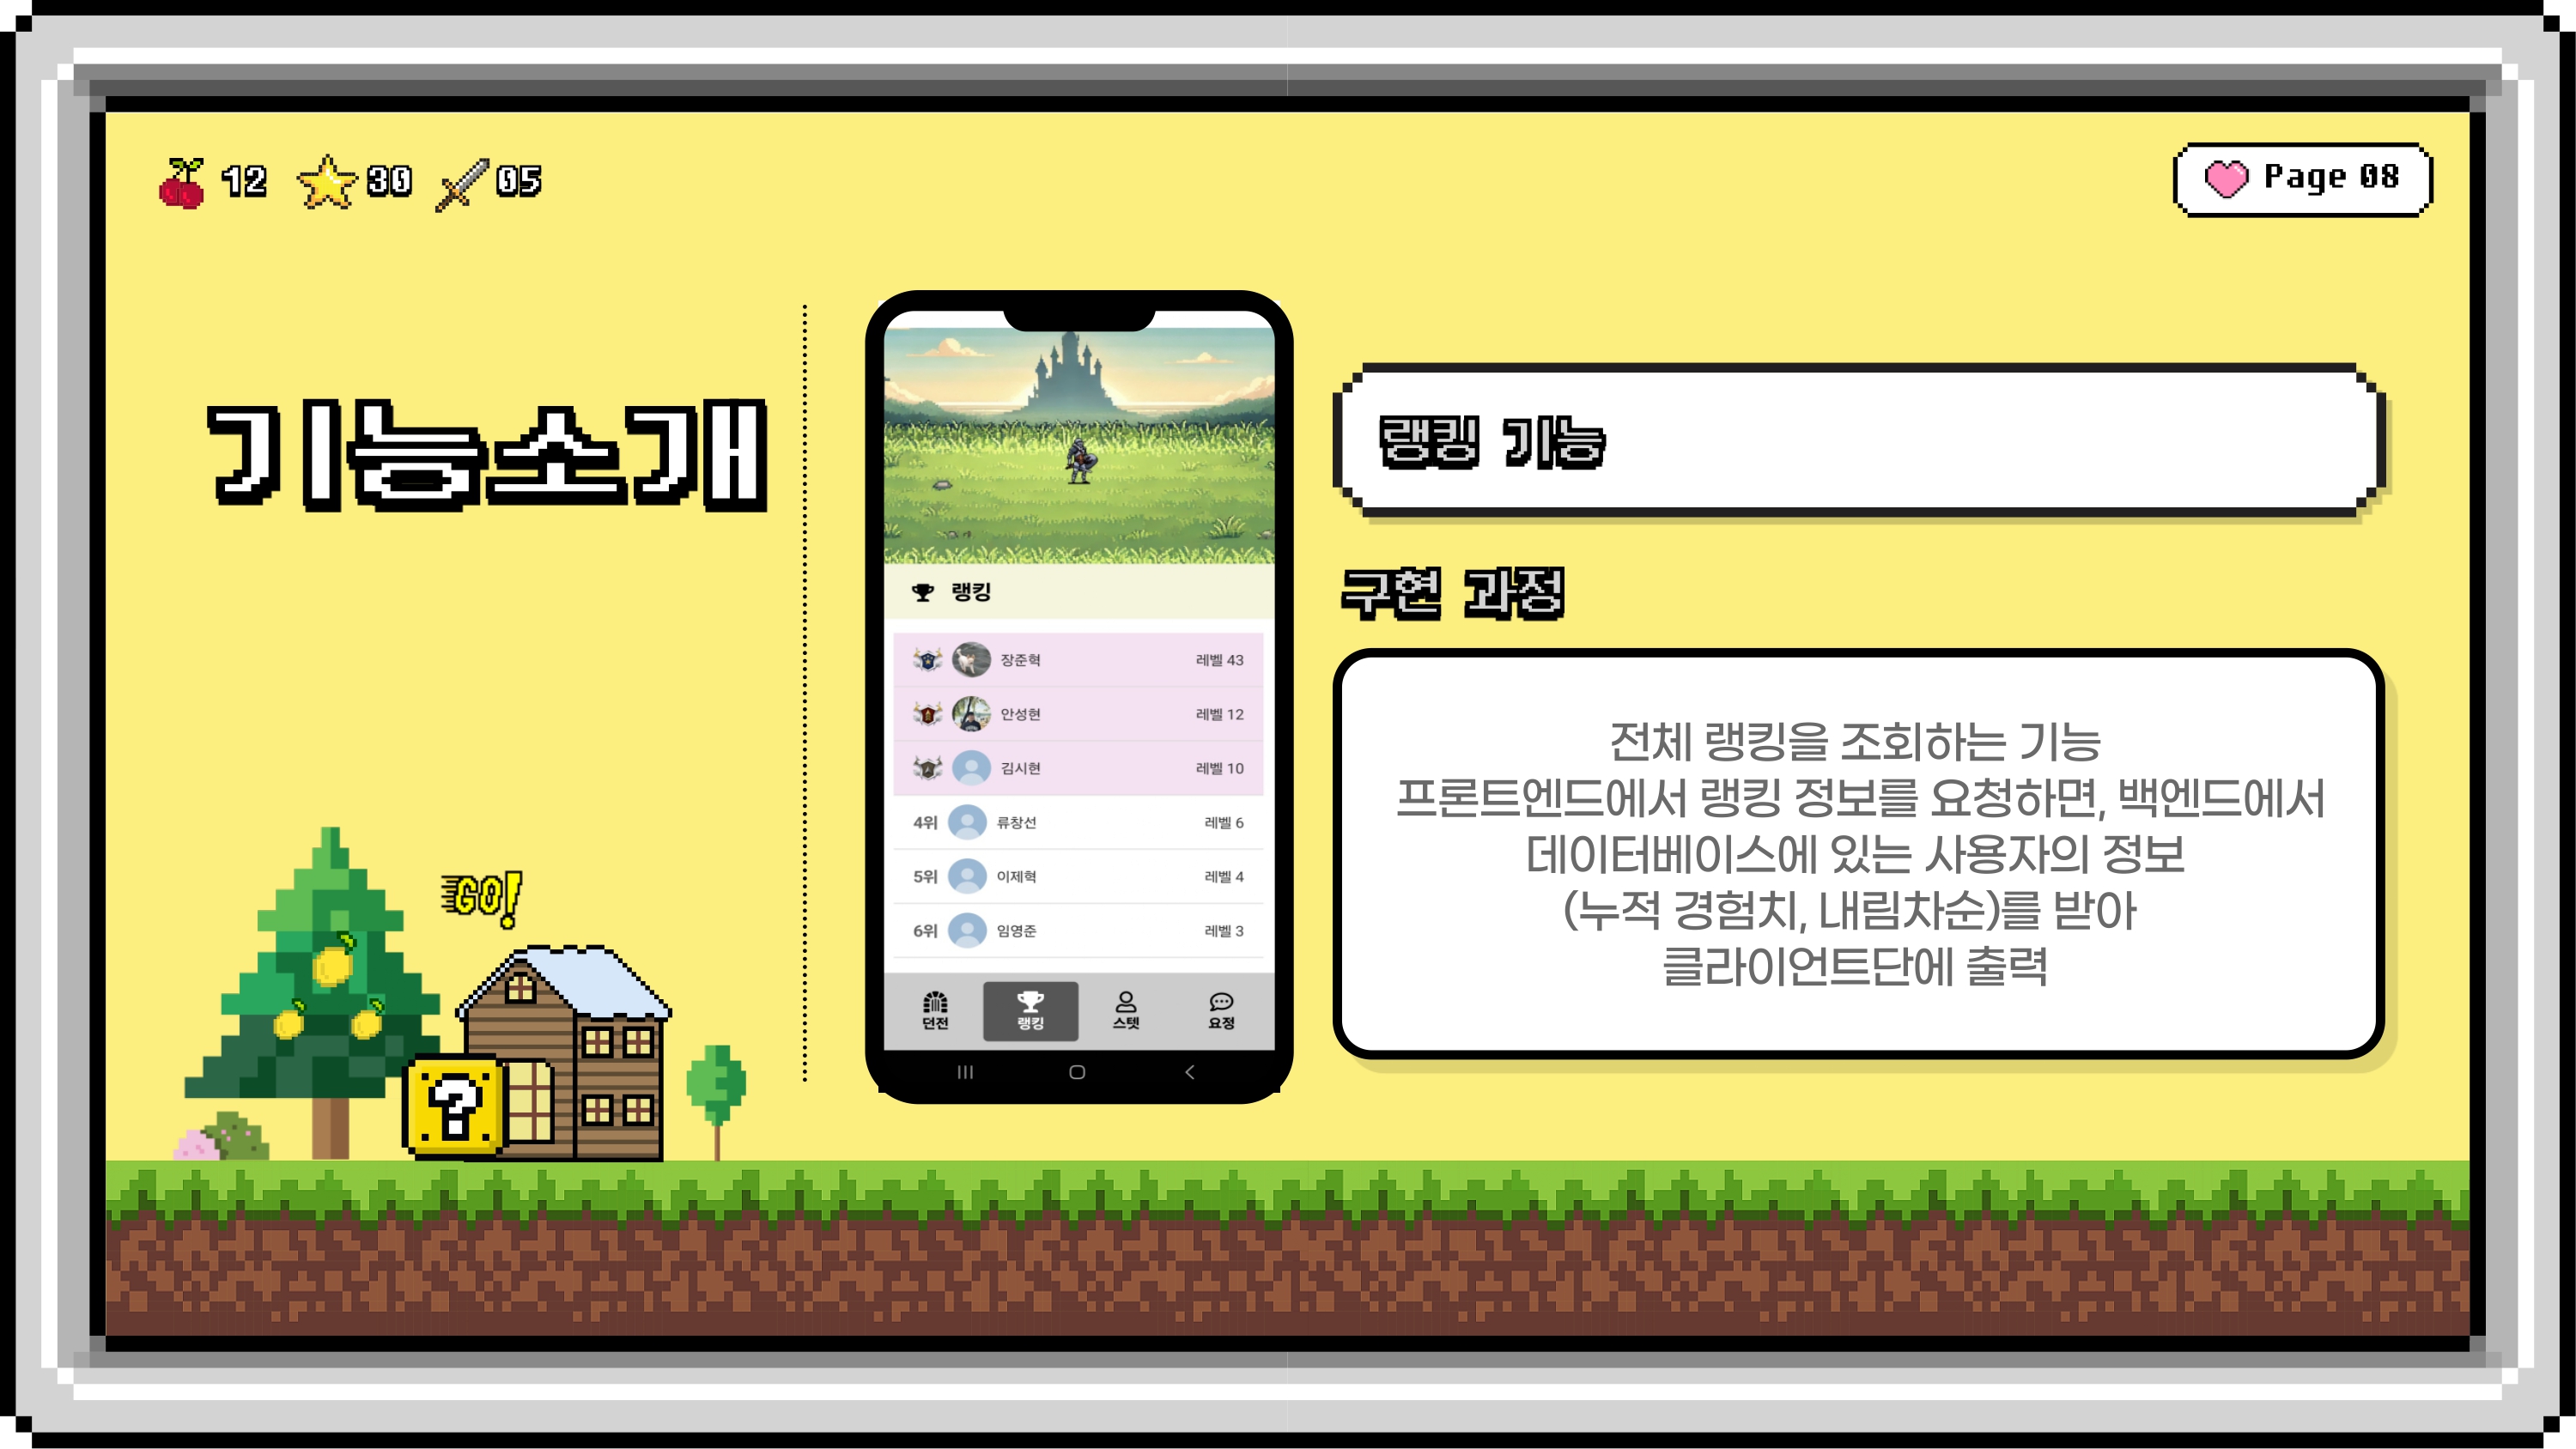 12 30 05
Page 08
기능소개
랭킹
장준혁 레벨 43
안성현 레벨 12
김시현 레벨 10
4위 류창선 레벨 6
5위 이제혁 레벨 4
6위 임영준 레벨 3
던전 랭킹 스텟 요정
랭킹 기능
구현 과정
전체 랭킹을 조회하는 기능
프론트엔드에서 랭킹 정보를 요청하면, 백엔드에서
데이터베이스에 있는 사용자의 정보
(누적 경험치, 내림차순)를 받아
클라이언트단에 출력
GO!
?